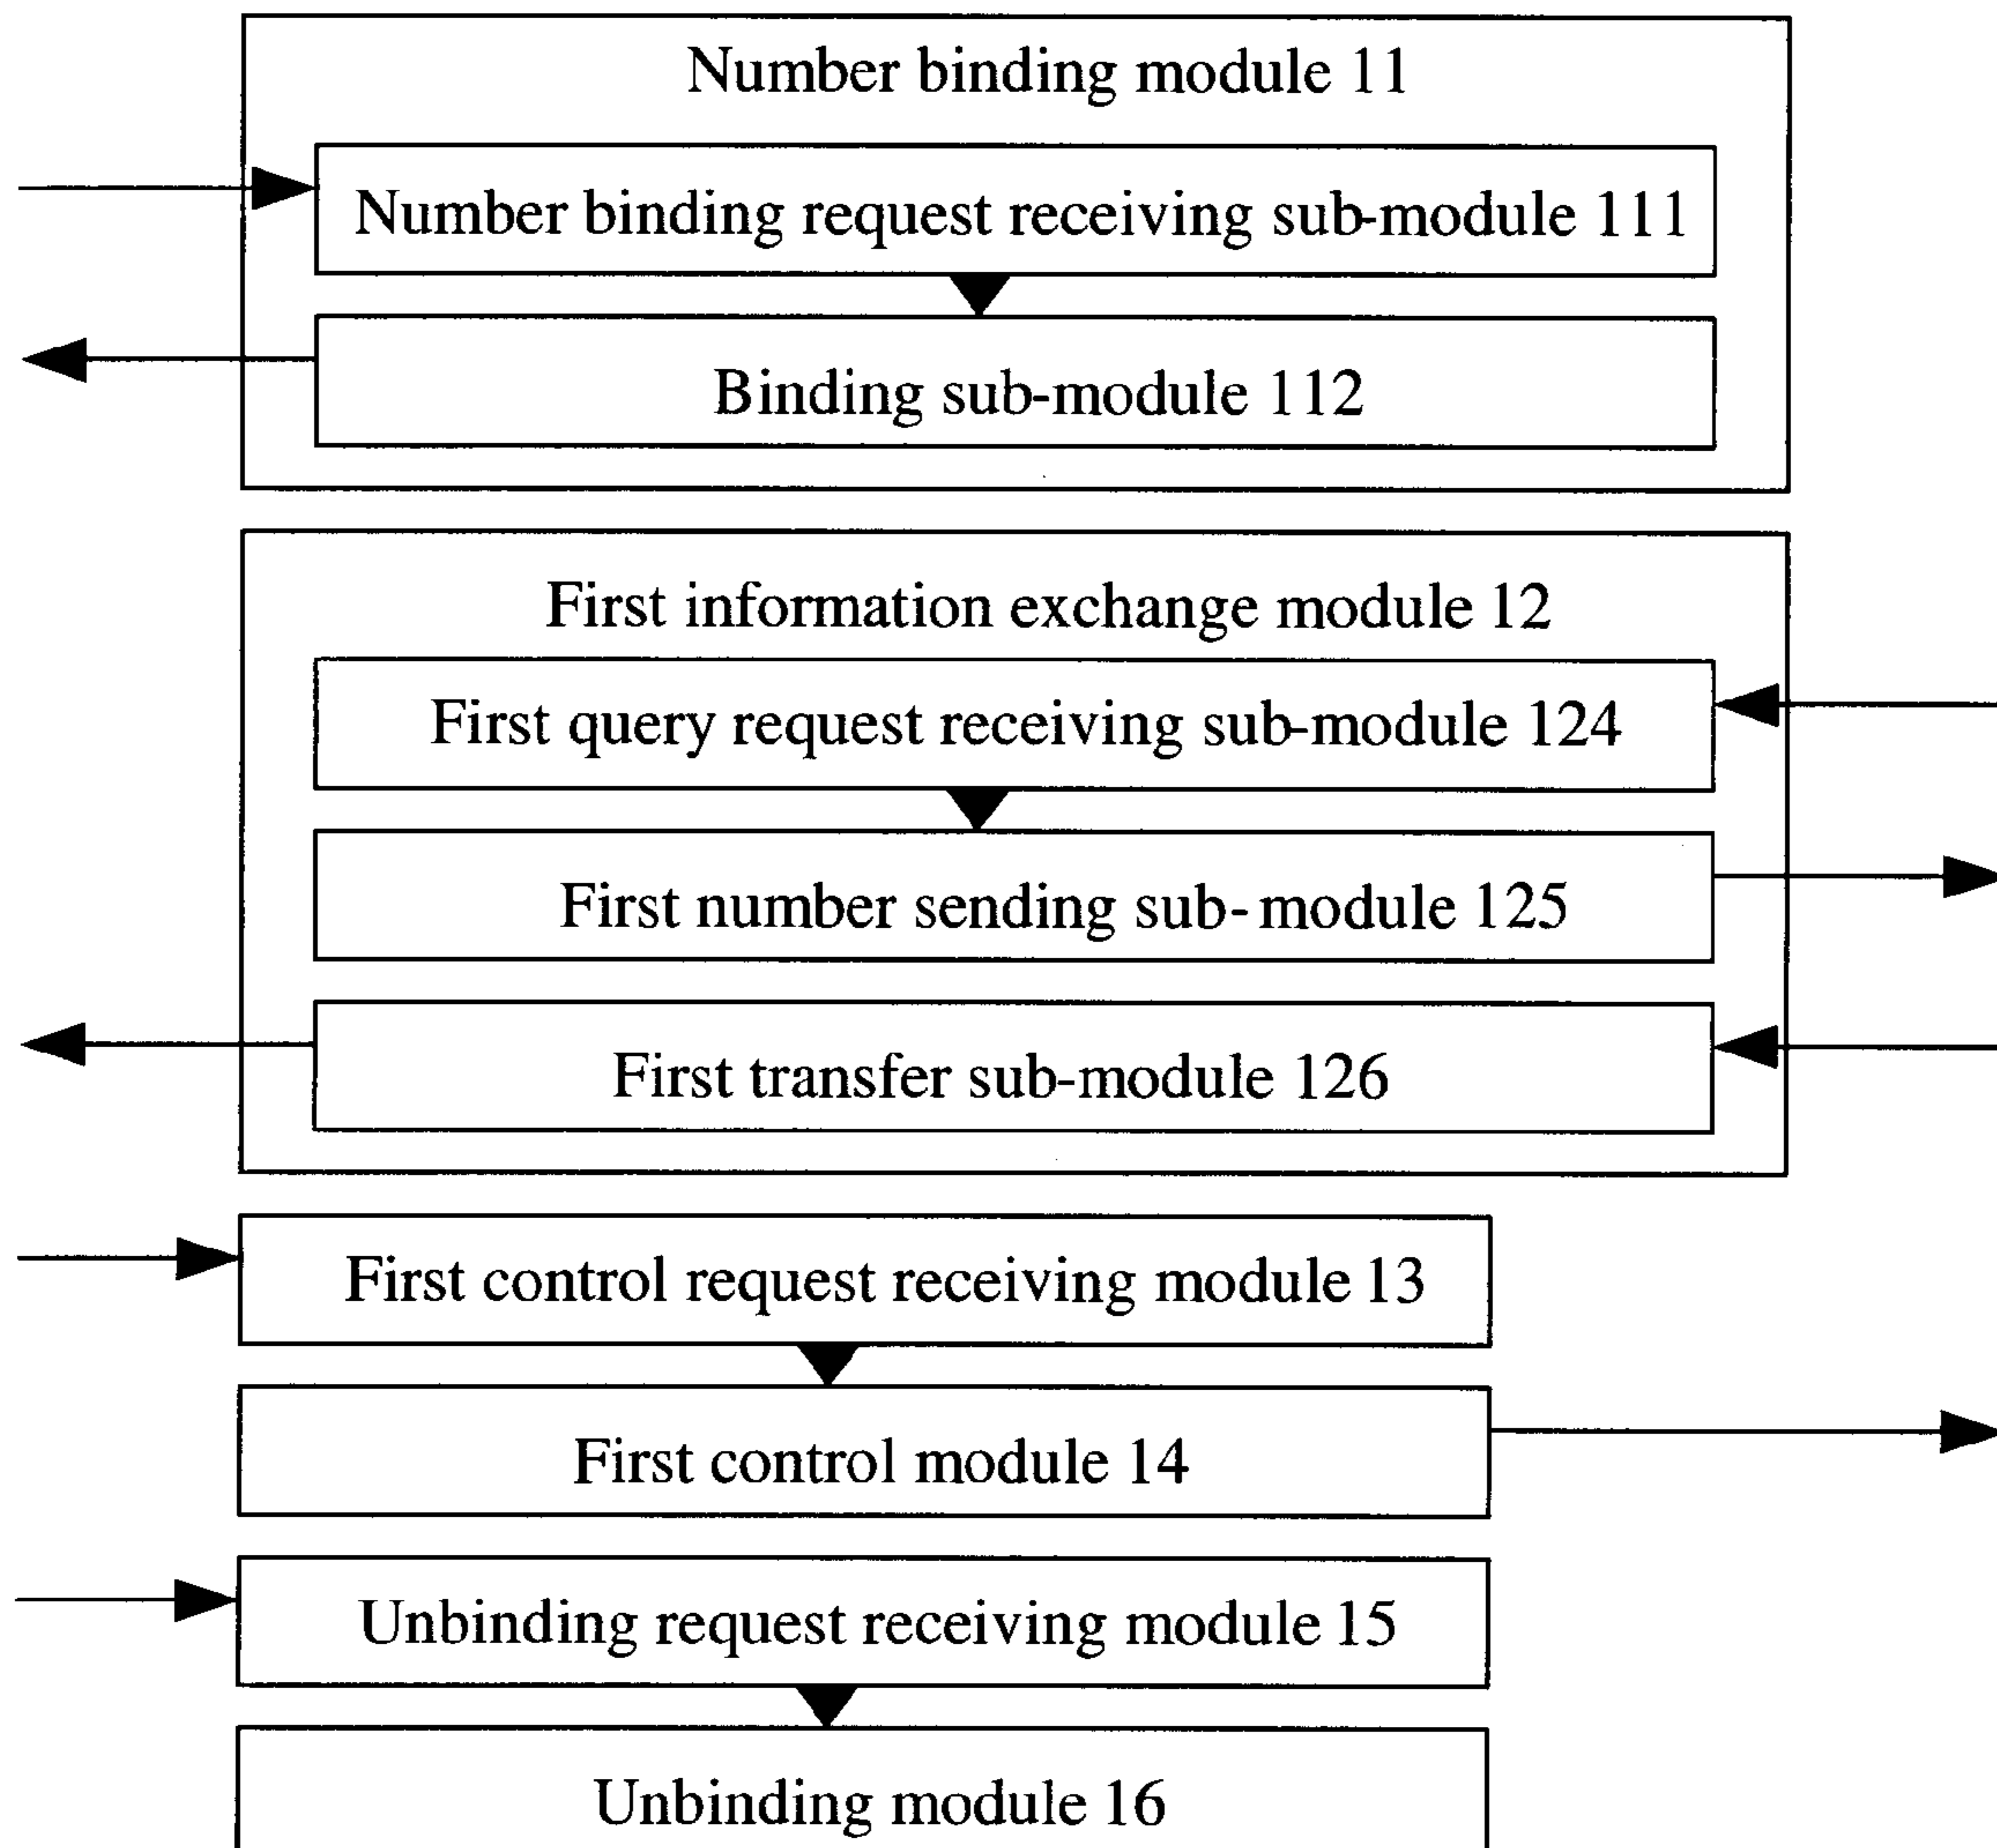 Number binding module 11
Number binding request receiving sub-module 111
Binding sub-module 112
First information exchange module 12
First query request receiving sub-module 124
First number sending sub-module 125
First transfer sub-module 126
First control request receiving module 13
First control module 14
Unbinding request receiving module 15
Unbinding module 16